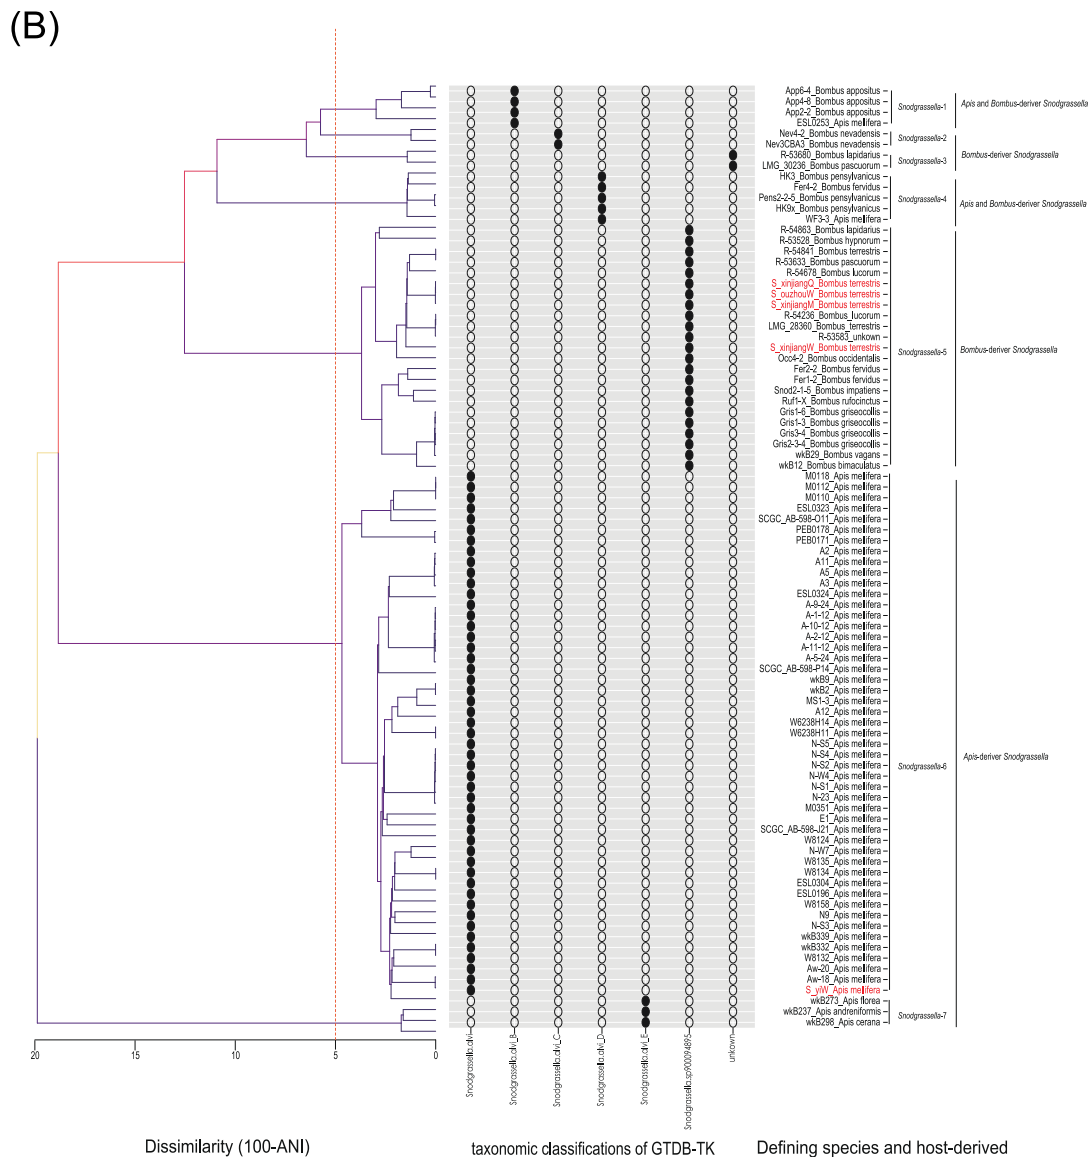 (B)
App6-4_Bombus appositus
App4-8_Bombus appositus
App2-2_Bombus appositus
ESL0253_Apis mellifera
Nev4-2_Bombus nevadensis
Nev3CBA3_Bombus nevadensis
R-53680_Bombus lapidarius
LMG_30236_Bombus pascuorum
HK3_Bombus pensylvanicus
Fer4-2_Bombus fervidus
Pens2-2-5_Bombus pensylvanicus
HK9x_Bombus pensylvanicus
WF3-3_Apis mellifera
R-54863_Bombus lapidarius
R-53528_Bombus hypnorum
R-54841_Bombus terrestris
R-53633_Bombus pascuorum
R-54678_Bombus lucorum
S_xinjiangQ_Bombus terrestris
S_ouzhouW_Bombus terrestris
S_xinjiangM_Bombus terrestris
R-54236_Bombus_lucorum
LMG_28360_Bombus_terrestris
R-53583_unkown
S_xinjiangW_Bombus terrestris
Occ4-2_Bombus occidentalis
Fer2-2_Bombus fervidus
Fer1-2_Bombus fervidus
Snod2-1-5_Bombus impatiens
Ruf1-X_Bombus rufocinctus
Gris1-6_Bombus griseocollis
Gris1-3_Bombus griseocollis
Gris3-4_Bombus griseocollis
Gris2-3-4_Bombus griseocollis
wkB29_Bombus vagans
wkB12_Bombus bimaculatus
M0118_Apis mellifera
M0112_Apis mellifera
M0110_Apis mellifera
ESL0323_Apis mellifera
SCGC_AB-598-O11_Apis mellifera
PEB0178_Apis mellifera
PEB0171_Apis mellifera
A2_Apis mellifera
A11_Apis mellifera
A5_Apis mellifera
A3_Apis mellifera
ESL0324_Apis mellifera
A-9-24_Apis mellifera
A-1-12_Apis mellifera
A-10-12_Apis mellifera
A-2-12_Apis mellifera
A-11-12_Apis mellifera
A-5-24_Apis mellifera
SCGC_AB-598-P14_Apis mellifera
wkB9_Apis mellifera
wkB2_Apis mellifera
MS1-3_Apis mellifera
A12_Apis mellifera
W6238H14_Apis mellifera
W6238H11_Apis mellifera
N-S5_Apis mellifera
N-S4_Apis mellifera
N-S2_Apis mellifera
N-W4_Apis mellifera
N-S1_Apis mellifera
N-23_Apis mellifera
M0351_Apis mellifera
E1_Apis mellifera
SCGC_AB-598-J21_Apis mellifera
W8124_Apis mellifera
N-W7_Apis mellifera
W8135_Apis mellifera
W8134_Apis mellifera
ESL0304_Apis mellifera
ESL0196_Apis mellifera
W8158_Apis mellifera
N9_Apis mellifera
N-S3_Apis mellifera
wkB339_Apis mellifera
wkB332_Apis mellifera
W8132_Apis mellifera
Aw-20_Apis mellifera
Aw-18_Apis mellifera
S_yiW_Apis mellifera
wkB273_Apis florea
wkB237_Apis andreniformis
wkB298_Apis cerana
Snodgrassella-1
Snodgrassella-2
Snodgrassella-3
Snodgrassella-4
Snodgrassella-5
Snodgrassella-6
Snodgrassella-7
Apis and Bombus-deriver Snodgrassella
Bombus-deriver Snodgrassella
Apis and Bombus-deriver Snodgrassella
Bombus-deriver Snodgrassella
Apis-deriver Snodgrassella
20 15 10 5 0
Snodgrassella.alvi
Snodgrassella.alvi_B
Snodgrassella.alvi_C
Snodgrassella.alvi_D
Snodgrassella.alvi_E
Snodgrassella.sp900094895
unkown
Dissimilarity (100-ANI)
taxonomic classifications of GTDB-TK
Defining species and host-derived